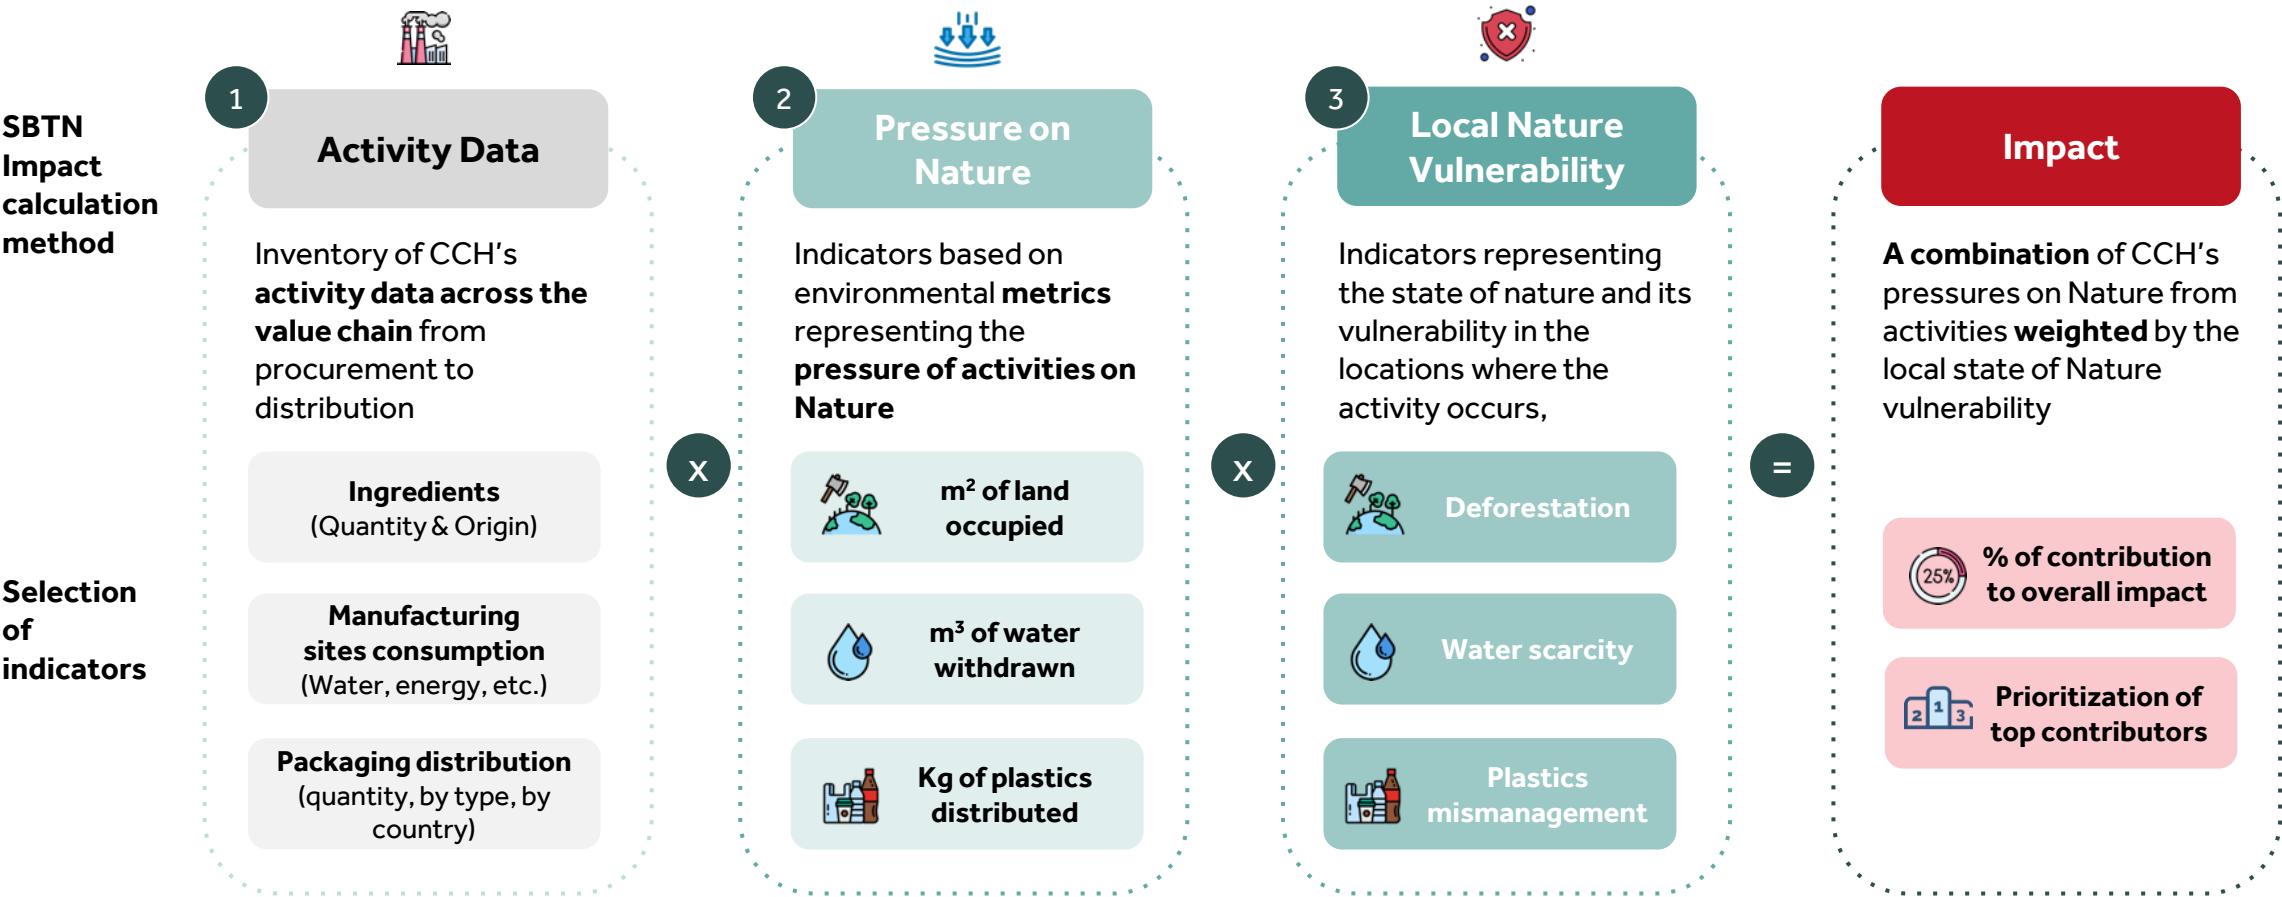 SBTN
Impact
calculation
method
1
Activity Data
Inventory of CCH's
activity data across the
value chain from
procurement to
distribution
x
2
Pressure on
Nature
Indicators based on
environmental metrics
representing the
pressure of activities on
Nature
x
3
Local Nature
Vulnerability
Indicators representing
the state of nature and its
vulnerability in the
locations where the
activity occurs,
=
Impact
A combination of CCH's
pressures on Nature from
activities weighted by the
local state of Nature
vulnerability
Selection
of
indicators
Ingredients
(Quantity & Origin)
Manufacturing
sites consumption
(Water, energy, etc.)
Packaging distribution
(quantity, by type, by
country)
m² of land
occupied
m³ of water
withdrawn
Kg of plastics
distributed
Deforestation
Water scarcity
Plastics
mismanagement
25%
% of contribution
to overall impact
2 1 3
Prioritization of
top contributors